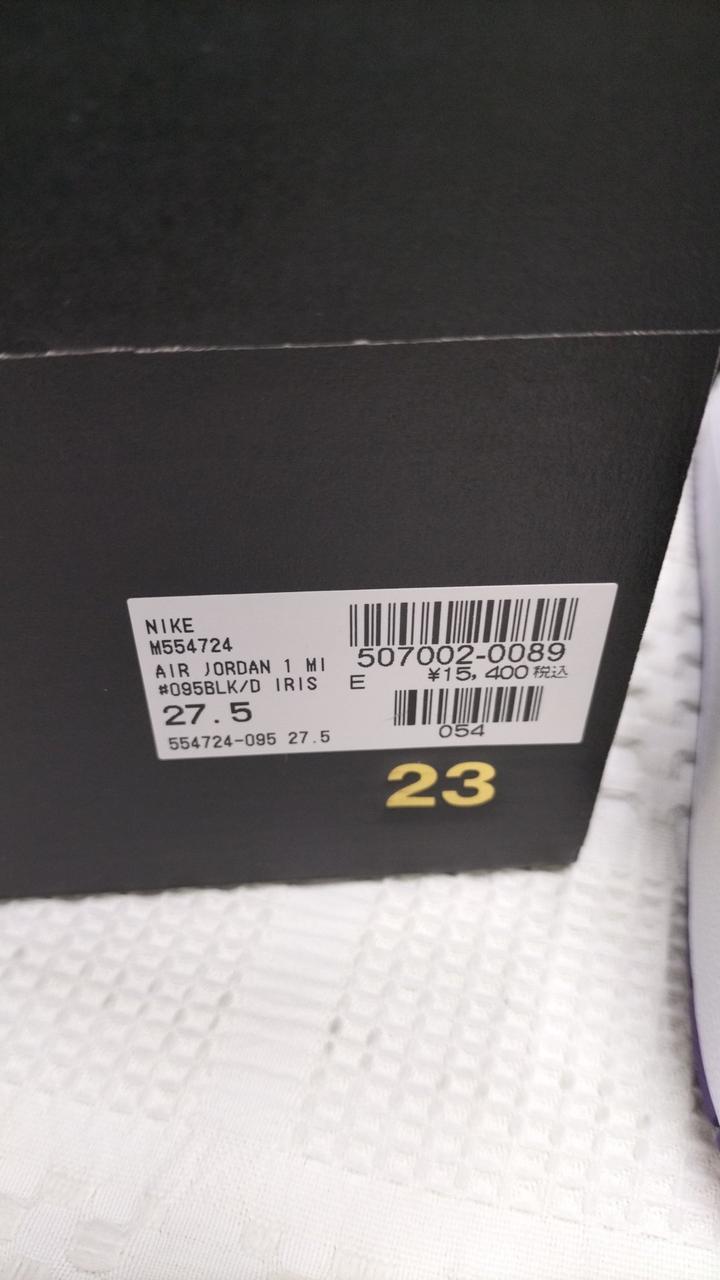 NIKE
M554724
AIR JORDAN 1 MI
#095BLK/D IRIS E
27.5
554724-095 27.5
507002-0089
¥15,400税込
054
23